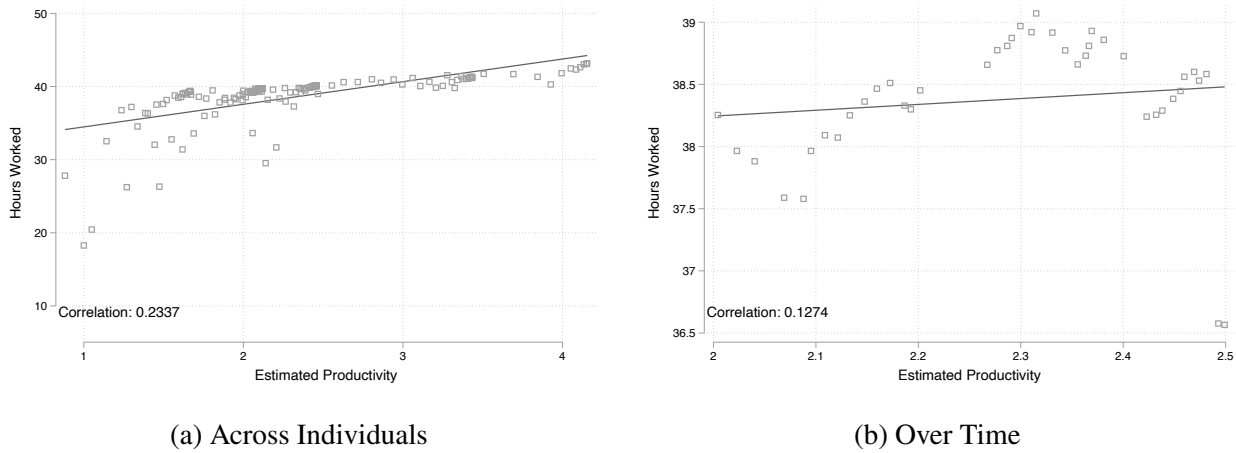 50
40
30
20
10
Hours Worked
Correlation: 0.2337
1 2 3 4
Estimated Productivity
(a) Across Individuals
39
38.5
38
37.5
37
36.5
Hours Worked
Correlation: 0.1274
2 2.1 2.2 2.3 2.4 2.5
Estimated Productivity
(b) Over Time